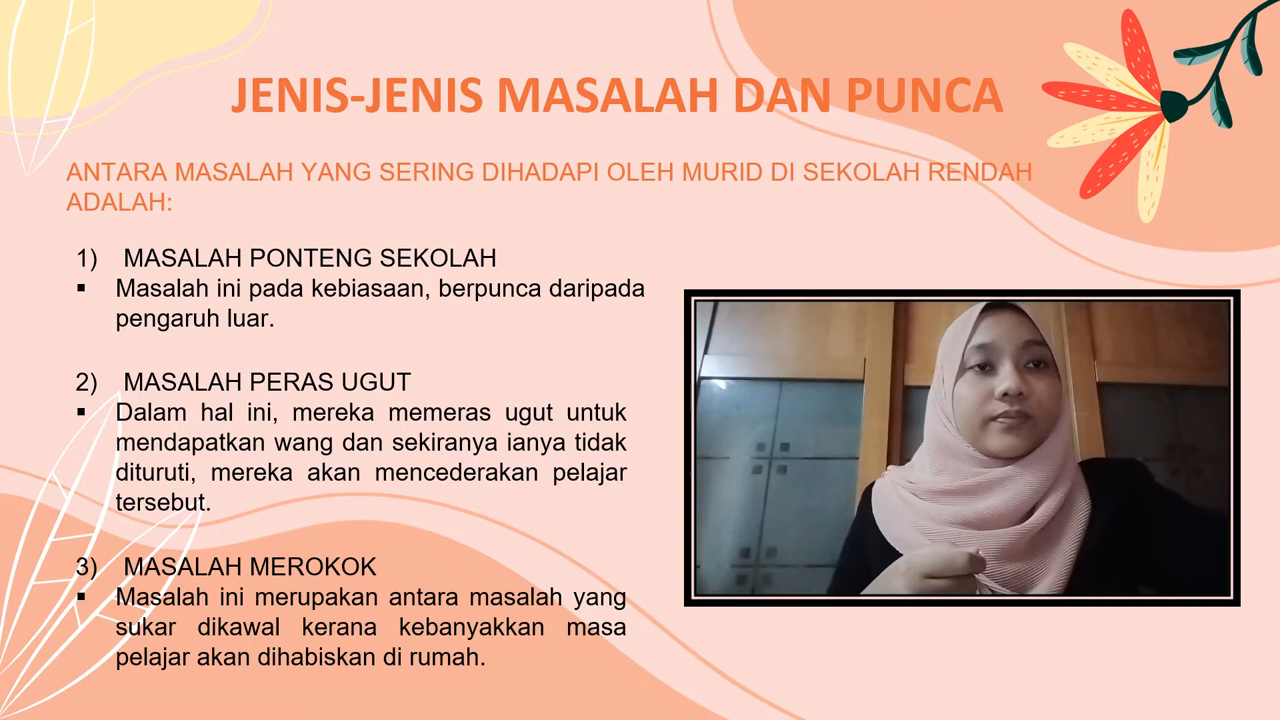 JENIS-JENIS MASALAH DAN PUNCA
ANTARA MASALAH YANG SERING DIHADAPI OLEH MURID DI SEKOLAH RENDAH
ADALAH:
1) MASALAH PONTENG SEKOLAH
▪ Masalah ini pada kebiasaan, berpunca daripada
pengaruh luar.
2) MASALAH PERAS UGUT
▪ Dalam hal ini, mereka memeras ugut untuk
mendapatkan wang dan sekiranya ianya tidak
dituruti, mereka akan mencederakan pelajar
tersebut.
3) MASALAH MEROKOK
▪ Masalah ini merupakan antara masalah yang
sukar dikawal kerana kebanyakkan masa
pelajar akan dihabiskan di rumah.